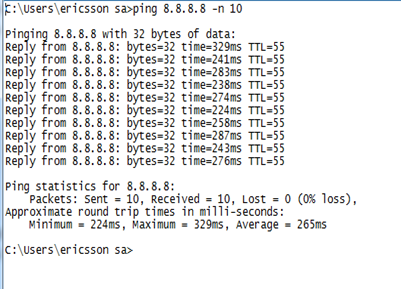 C:\Users\ericsson sa>ping 8.8.8.8 -n 10
Pinging 8.8.8.8 with 32 bytes of data:
Reply from 8.8.8.8: bytes=32 time=329ms TTL=55
Reply from 8.8.8.8: bytes=32 time=241ms TTL=55
Reply from 8.8.8.8: bytes=32 time=283ms TTL=55
Reply from 8.8.8.8: bytes=32 time=238ms TTL=55
Reply from 8.8.8.8: bytes=32 time=274ms TTL=55
Reply from 8.8.8.8: bytes=32 time=224ms TTL=55
Reply from 8.8.8.8: bytes=32 time=258ms TTL=55
Reply from 8.8.8.8: bytes=32 time=287ms TTL=55
Reply from 8.8.8.8: bytes=32 time=243ms TTL=55
Reply from 8.8.8.8: bytes=32 time=276ms TTL=55
Ping statistics for 8.8.8.8:
Packets: Sent = 10, Received = 10, Lost = 0 (0% loss),
Approximate round trip times in milli-seconds:
Minimum = 224ms, Maximum = 329ms, Average = 265ms
C:\Users\ericsson sa>